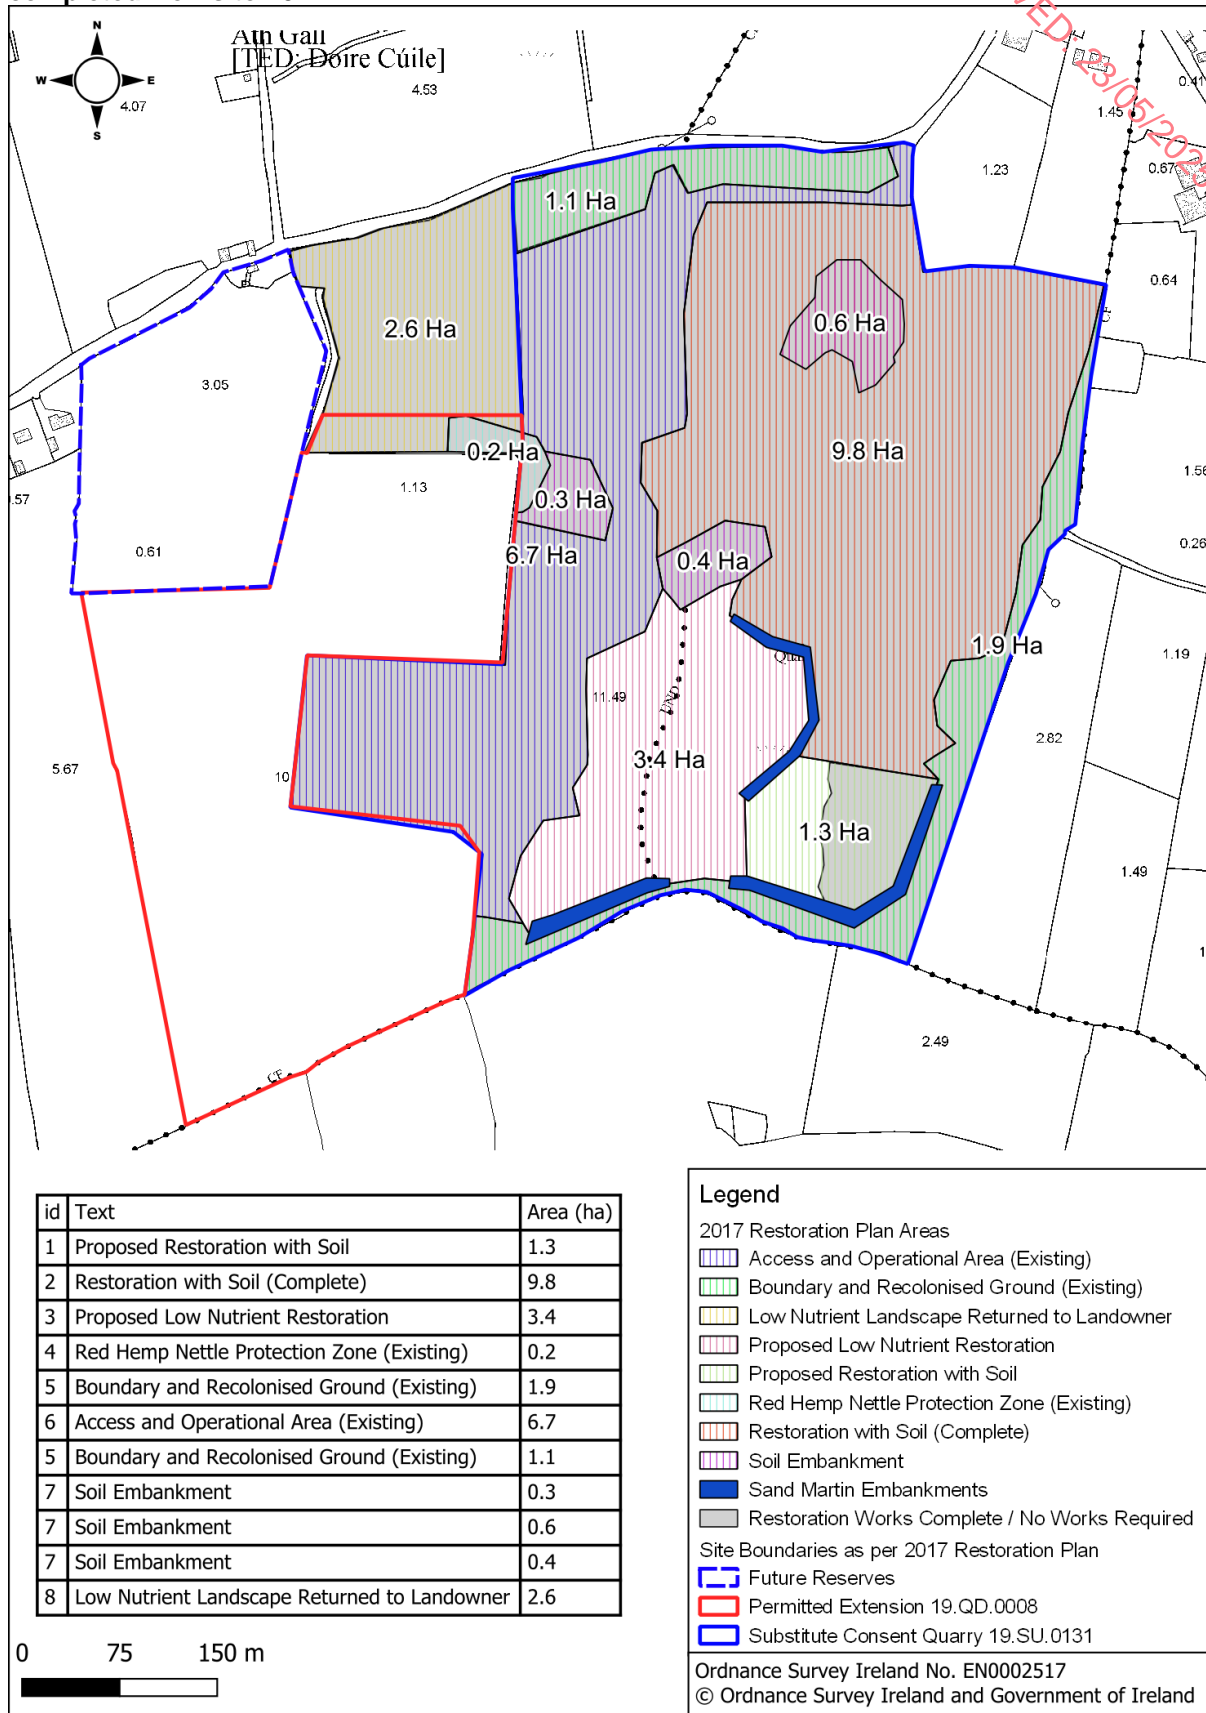 N
W E
S
Ath Gall
[TED: Doire Cúile]
4.07
4.53
VED: 23/05/2025
0.41
1.45
1.23
0.67
1.1 Ha
0.64
2.6 Ha
0.6 Ha
CF
3.05
0.2 Ha
9.8 Ha
1.56
.57
1.13
0.3 Ha
0.61
6.7 Ha
0.4 Ha
0.26
1.9 Ha
1.19
Qua
11.49
UND
2.82
5.67
10
3.4 Ha
1.3 Ha
1.49
1
2.49
CF
id Text Area (ha)
1 Proposed Restoration with Soil 1.3
2 Restoration with Soil (Complete) 9.8
3 Proposed Low Nutrient Restoration 3.4
4 Red Hemp Nettle Protection Zone (Existing) 0.2
5 Boundary and Recolonised Ground (Existing) 1.9
6 Access and Operational Area (Existing) 6.7
5 Boundary and Recolonised Ground (Existing) 1.1
7 Soil Embankment 0.3
7 Soil Embankment 0.6
7 Soil Embankment 0.4
8 Low Nutrient Landscape Returned to Landowner 2.6
0 75 150 m
Legend
2017 Restoration Plan Areas
Access and Operational Area (Existing)
Boundary and Recolonised Ground (Existing)
Low Nutrient Landscape Returned to Landowner
Proposed Low Nutrient Restoration
Proposed Restoration with Soil
Red Hemp Nettle Protection Zone (Existing)
Restoration with Soil (Complete)
Soil Embankment
Sand Martin Embankments
Restoration Works Complete / No Works Required
Site Boundaries as per 2017 Restoration Plan
Future Reserves
Permitted Extension 19.QD.0008
Substitute Consent Quarry 19.SU.0131
Ordnance Survey Ireland No. EN0002517
© Ordnance Survey Ireland and Government of Ireland